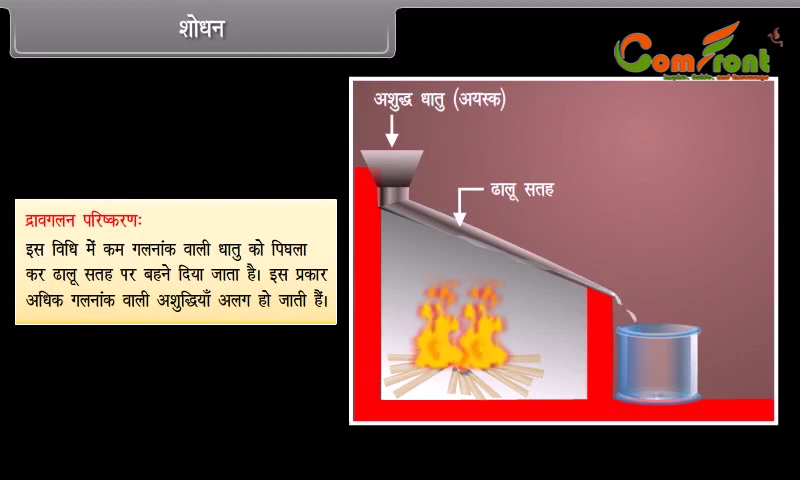 शोधन
Comfront
अशुद्ध धातु (अयस्क)
ढालू सतह
द्रावगलन परिष्करणः
इस विधि में कम गलनांक वाली धातु को पिघला
कर ढालू सतह पर बहने दिया जाता है। इस प्रकार
अधिक गलनांक वाली अशुद्धियाँ अलग हो जाती हैं।